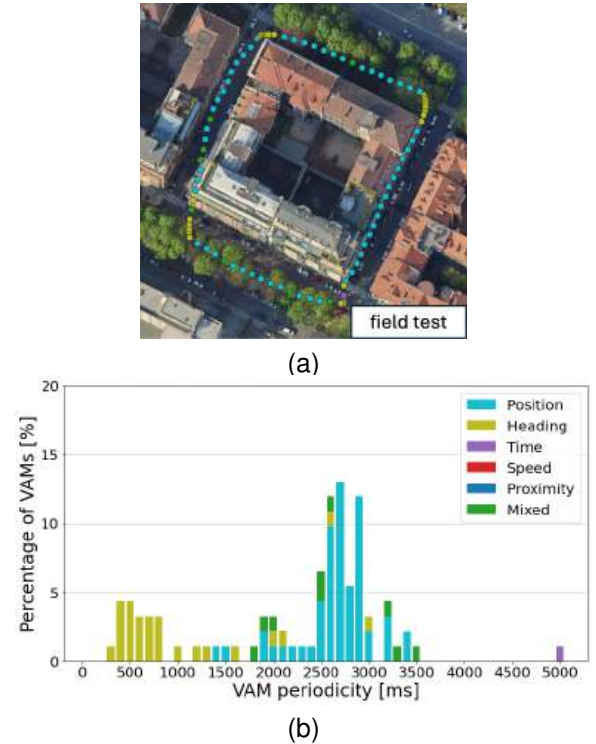 field test
(a)
20
15
10
5
0
Percentage of VAMs [%]
Position
Heading
Time
Speed
Proximity
Mixed
0 500 1000 1500 2000 2500 3000 3500 4000 4500 5000
VAM periodicity [ms]
(b)